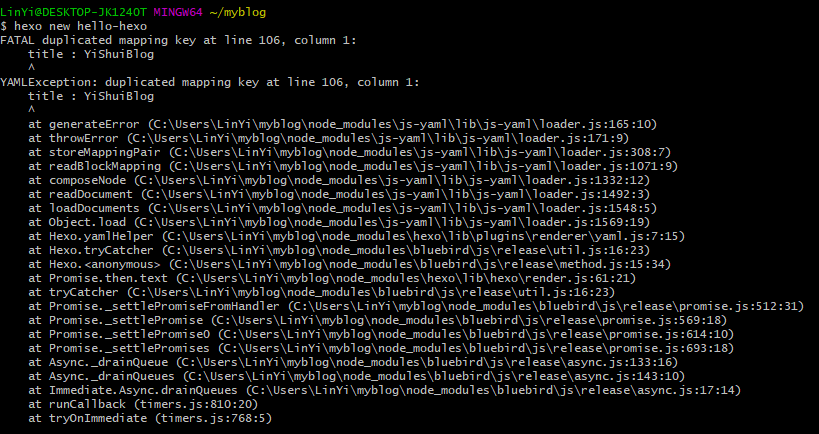 LinYi@DESKTOP-JK124OT MINGW64 ~/myblog
$ hexo new hello-hexo
FATAL duplicated mapping key at line 106, column 1:
    title : YiShuiBlog
    ^
YAMLException: duplicated mapping key at line 106, column 1:
    title : YiShuiBlog
    ^
    at generateError (C:\Users\LinYi\myblog\node_modules\js-yaml\lib\js-yaml\loader.js:165:10)
    at throwError (C:\Users\LinYi\myblog\node_modules\js-yaml\lib\js-yaml\loader.js:171:9)
    at storeMappingPair (C:\Users\LinYi\myblog\node_modules\js-yaml\lib\js-yaml\loader.js:308:7)
    at readBlockMapping (C:\Users\LinYi\myblog\node_modules\js-yaml\lib\js-yaml\loader.js:1071:9)
    at composeNode (C:\Users\LinYi\myblog\node_modules\js-yaml\lib\js-yaml\loader.js:1332:12)
    at readDocument (C:\Users\LinYi\myblog\node_modules\js-yaml\lib\js-yaml\loader.js:1492:3)
    at loadDocuments (C:\Users\LinYi\myblog\node_modules\js-yaml\lib\js-yaml\loader.js:1548:5)
    at Object.load (C:\Users\LinYi\myblog\node_modules\js-yaml\lib\js-yaml\loader.js:1569:19)
    at Hexo.yamlHelper (C:\Users\LinYi\myblog\node_modules\hexo\lib\plugins\renderer\yaml.js:7:15)
    at Hexo.tryCatcher (C:\Users\LinYi\myblog\node_modules\bluebird\js\release\util.js:16:23)
    at Hexo.<anonymous> (C:\Users\LinYi\myblog\node_modules\bluebird\js\release\method.js:15:34)
    at Promise.then.text (C:\Users\LinYi\myblog\node_modules\hexo\lib\hexo\render.js:61:21)
    at tryCatcher (C:\Users\LinYi\myblog\node_modules\bluebird\js\release\util.js:16:23)
    at Promise._settlePromiseFromHandler (C:\Users\LinYi\myblog\node_modules\bluebird\js\release\promise.js:512:31)
    at Promise._settlePromise (C:\Users\LinYi\myblog\node_modules\bluebird\js\release\promise.js:569:18)
    at Promise._settlePromise0 (C:\Users\LinYi\myblog\node_modules\bluebird\js\release\promise.js:614:10)
    at Promise._settlePromises (C:\Users\LinYi\myblog\node_modules\bluebird\js\release\promise.js:693:18)
    at Async._drainQueue (C:\Users\LinYi\myblog\node_modules\bluebird\js\release\async.js:133:16)
    at Async._drainQueues (C:\Users\LinYi\myblog\node_modules\bluebird\js\release\async.js:143:10)
    at Immediate.Async.drainQueues (C:\Users\LinYi\myblog\node_modules\bluebird\js\release\async.js:17:14)
    at runCallback (timers.js:810:20)
    at tryOnImmediate (timers.js:768:5)